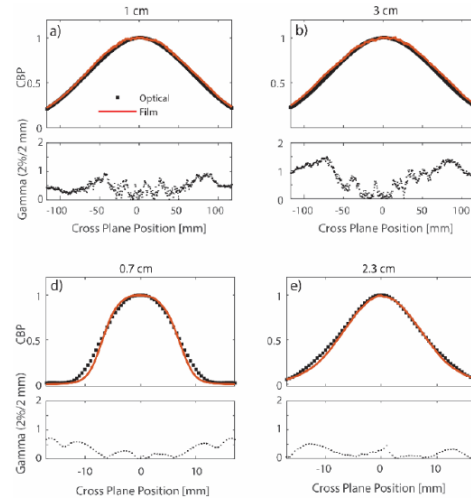 1 cm
3 cm
a)
b)
CBP
1
0.5
0
Optical
Film
1
0.5
0
Gamma (2%/2 mm)
2
1
0
2
1
0
-100 -50 0 50 100
-100 -50 0 50 100
Cross Plane Position [mm]
Cross Plane Position [mm]
0.7 cm
2.3 cm
d)
e)
CBP
1
0.5
0
1
0.5
0
Gamma (2%/2 mm)
2
1
0
2
1
0
-10 0 10
-10 0 10
Cross Plane Position [mm]
Cross Plane Position [mm]